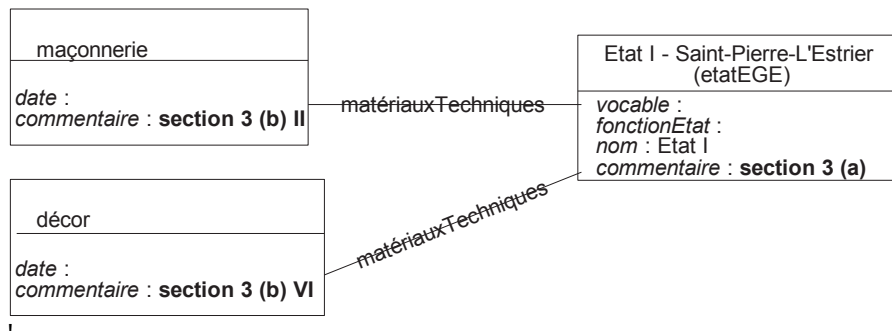 maçonnerie
date :
commentaire : section 3 (b) II
matériauxTechniques
Etat I - Saint-Pierre-L'Estrier
(etatEGE)
vocable :
fonctionEtat :
nom : Etat I
commentaire : section 3 (a)
matériauxTechniques
décor
date :
commentaire : section 3 (b) VI